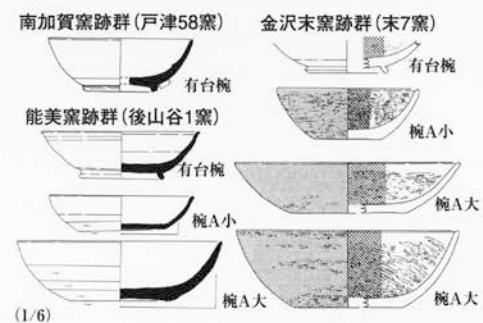 南加賀窯跡群(戸津58窯)
有台椀
能美窯跡群(後山谷1窯)
有台椀
椀A小
椀A大
(1/6)
金沢末窯跡群(末7窯)
有台椀
椀A小
椀A大
椀A大